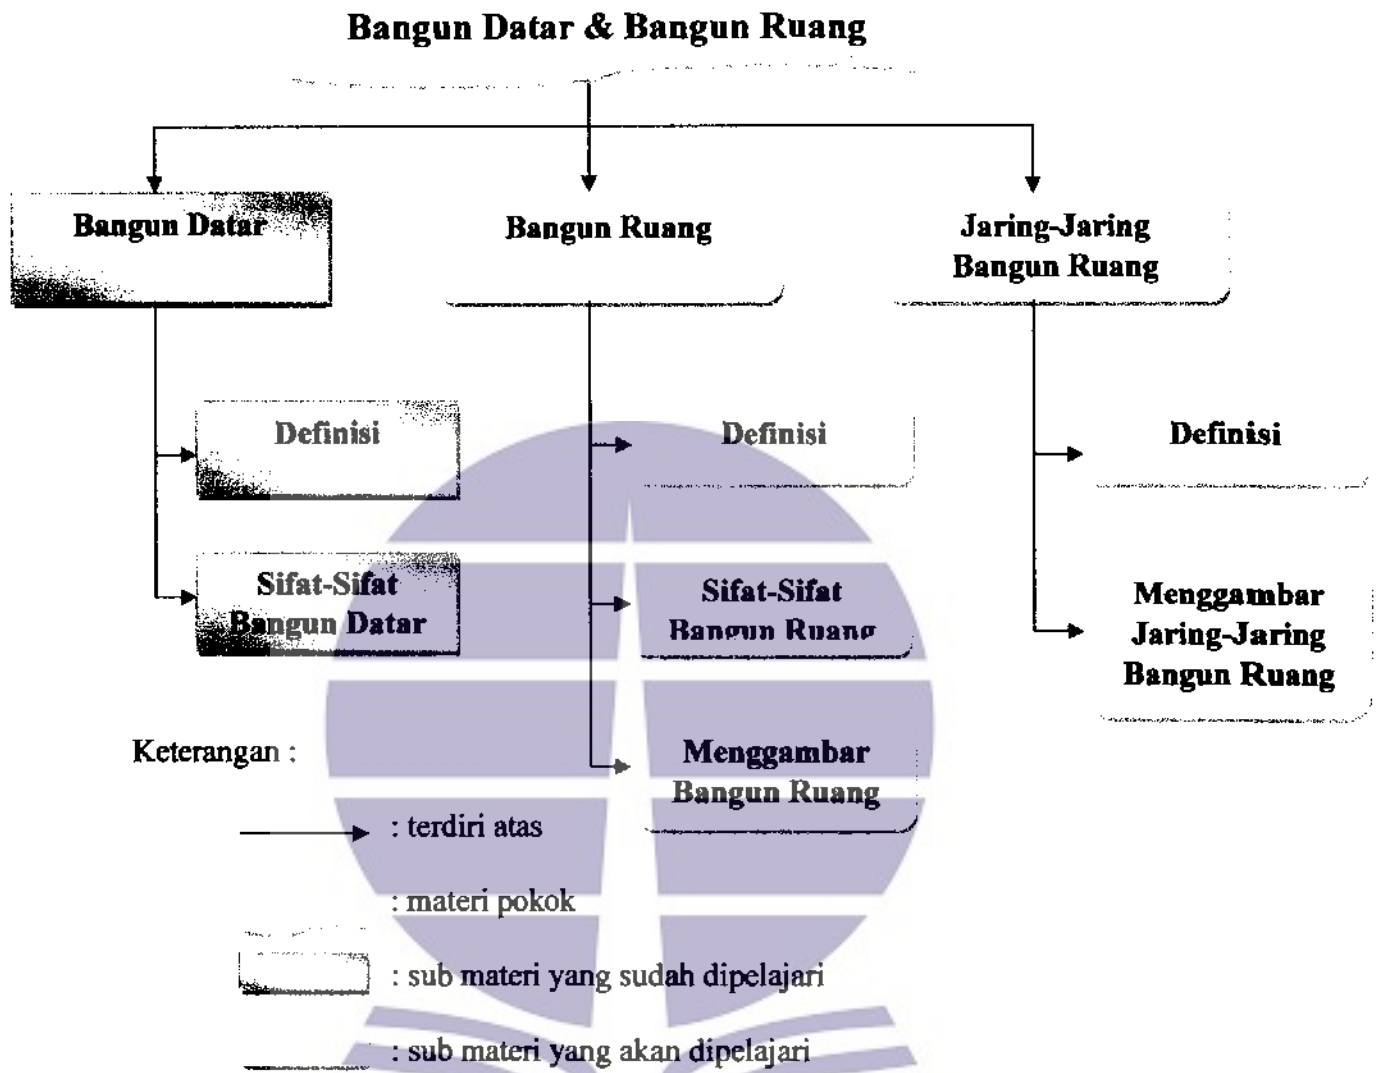 Bangun Datar & Bangun Ruang
Bangun Datar
Bangun Ruang
Jaring-Jaring
Bangun Ruang
Definisi
Sifat-Sifat
Bangun Datar
Definisi
Sifat-Sifat
Bangun Ruang
Menggambar
Bangun Ruang
Definisi
Menggambar
Jaring-Jaring
Bangun Ruang
Keterangan :
: terdiri atas
: materi pokok
: sub materi yang sudah dipelajari
: sub materi yang akan dipelajari